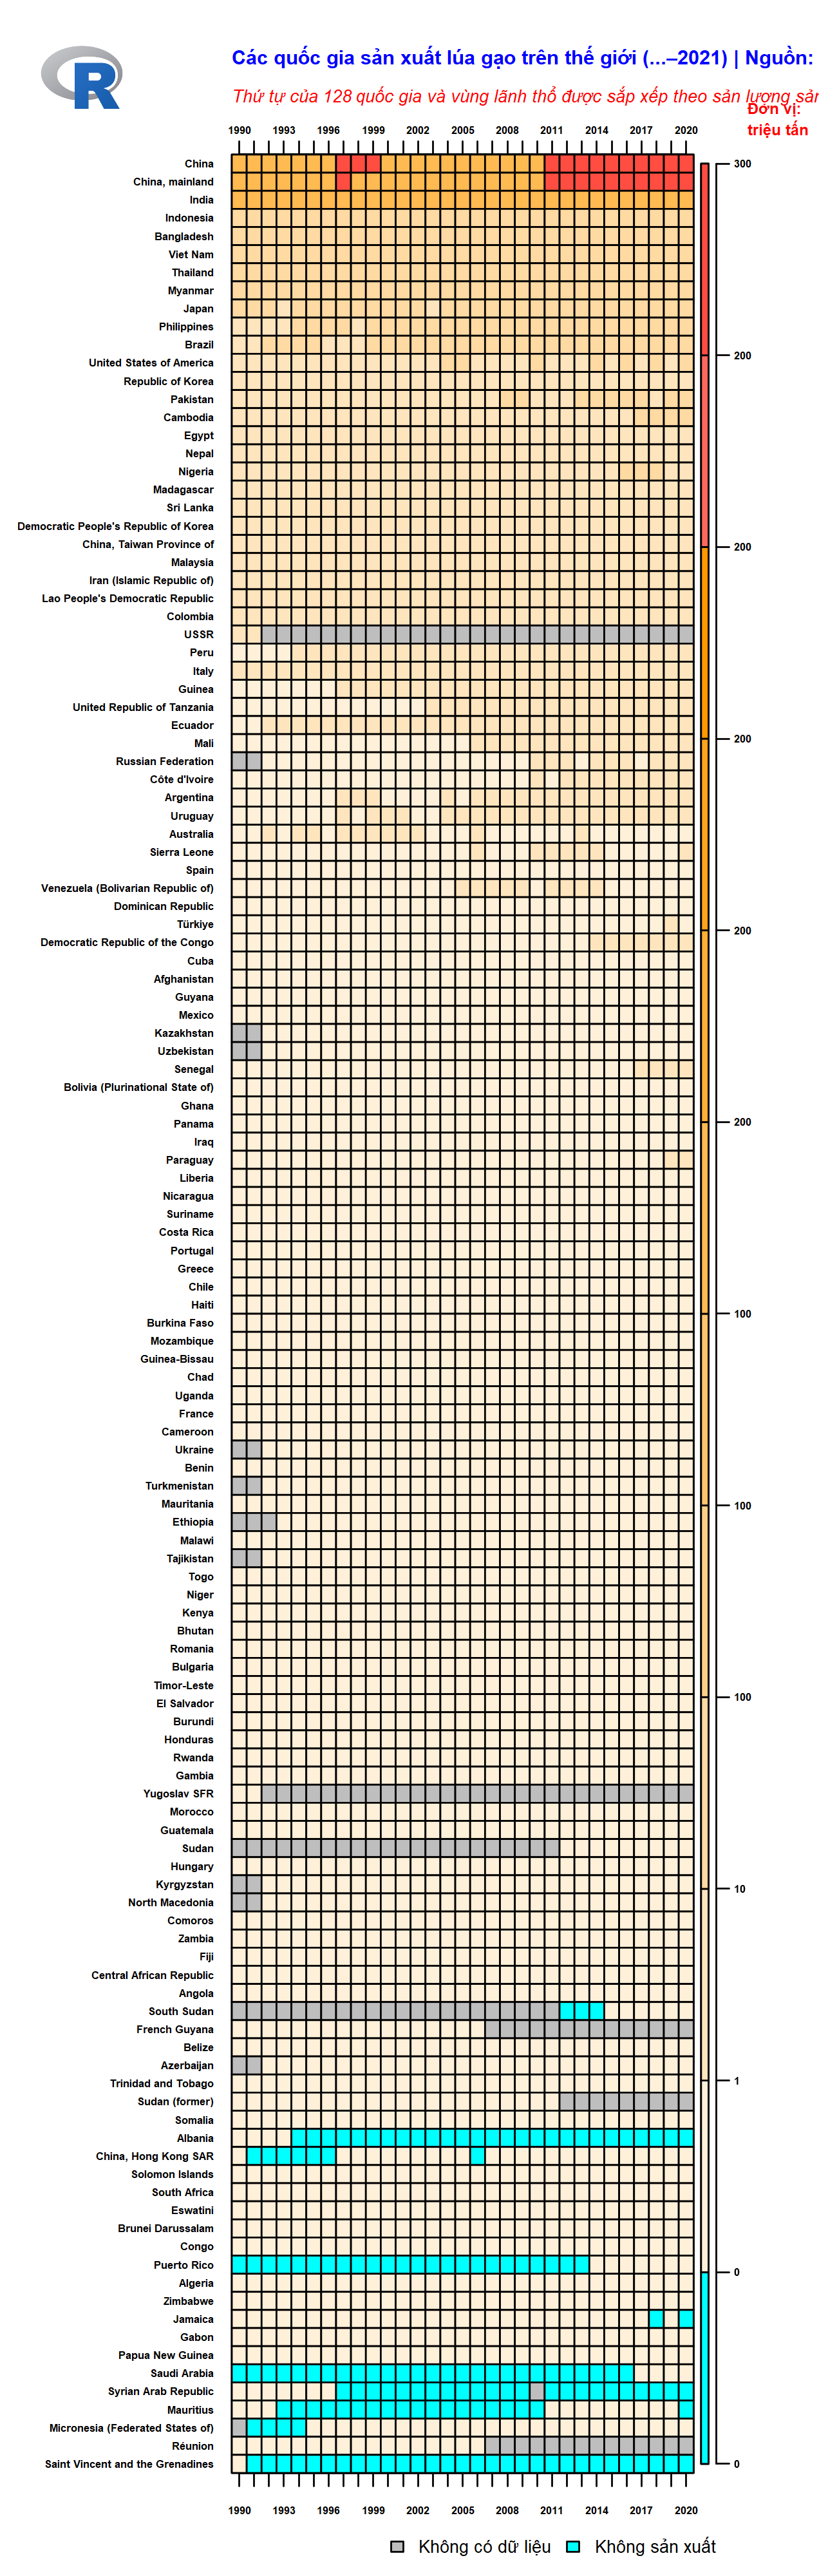 R
Các quốc gia sản xuất lúa gạo trên thế giới (...–2021) | Nguồn:
Thứ tự của 128 quốc gia và vùng lãnh thổ được sắp xếp theo sản lượng sản
Đơn vị:
triệu tấn
1990 1993 1996 1999 2002 2005 2008 2011 2014 2017 2020
China
China, mainland
India
Indonesia
Bangladesh
Viet Nam
Thailand
Myanmar
Japan
Philippines
Brazil
United States of America
Republic of Korea
Pakistan
Cambodia
Egypt
Nepal
Nigeria
Madagascar
Sri Lanka
Democratic People's Republic of Korea
China, Taiwan Province of
Malaysia
Iran (Islamic Republic of)
Lao People's Democratic Republic
Colombia
USSR
Peru
Italy
Guinea
United Republic of Tanzania
Ecuador
Mali
Russian Federation
Côte d'Ivoire
Argentina
Uruguay
Australia
Sierra Leone
Spain
Venezuela (Bolivarian Republic of)
Dominican Republic
Türkiye
Democratic Republic of the Congo
Cuba
Afghanistan
Guyana
Mexico
Kazakhstan
Uzbekistan
Senegal
Bolivia (Plurinational State of)
Ghana
Panama
Iraq
Paraguay
Liberia
Nicaragua
Suriname
Costa Rica
Portugal
Greece
Chile
Haiti
Burkina Faso
Mozambique
Guinea-Bissau
Chad
Uganda
France
Cameroon
Ukraine
Benin
Turkmenistan
Mauritania
Ethiopia
Malawi
Tajikistan
Togo
Niger
Kenya
Bhutan
Romania
Bulgaria
Timor-Leste
El Salvador
Burundi
Honduras
Rwanda
Gambia
Yugoslav SFR
Morocco
Guatemala
Sudan
Hungary
Kyrgyzstan
North Macedonia
Comoros
Zambia
Fiji
Central African Republic
Angola
South Sudan
French Guyana
Belize
Azerbaijan
Trinidad and Tobago
Sudan (former)
Somalia
Albania
China, Hong Kong SAR
Solomon Islands
South Africa
Eswatini
Brunei Darussalam
Congo
Puerto Rico
Algeria
Zimbabwe
Jamaica
Gabon
Papua New Guinea
Saudi Arabia
Syrian Arab Republic
Mauritius
Micronesia (Federated States of)
Réunion
Saint Vincent and the Grenadines
300
200
200
200
200
200
100
100
100
10
1
0
0
1990 1993 1996 1999 2002 2005 2008 2011 2014 2017 2020
Không có dữ liệu Không sản xuất